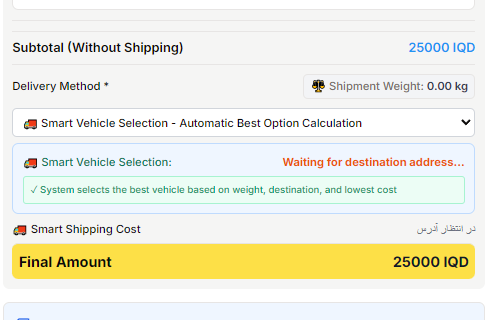 Subtotal (Without Shipping) 25000 IQD
Delivery Method * Shipment Weight: 0.00 kg
Smart Vehicle Selection - Automatic Best Option Calculation
Smart Vehicle Selection: Waiting for destination address...
✓ System selects the best vehicle based on weight, destination, and lowest cost
Smart Shipping Cost در انتظار آدرس
Final Amount 25000 IQD